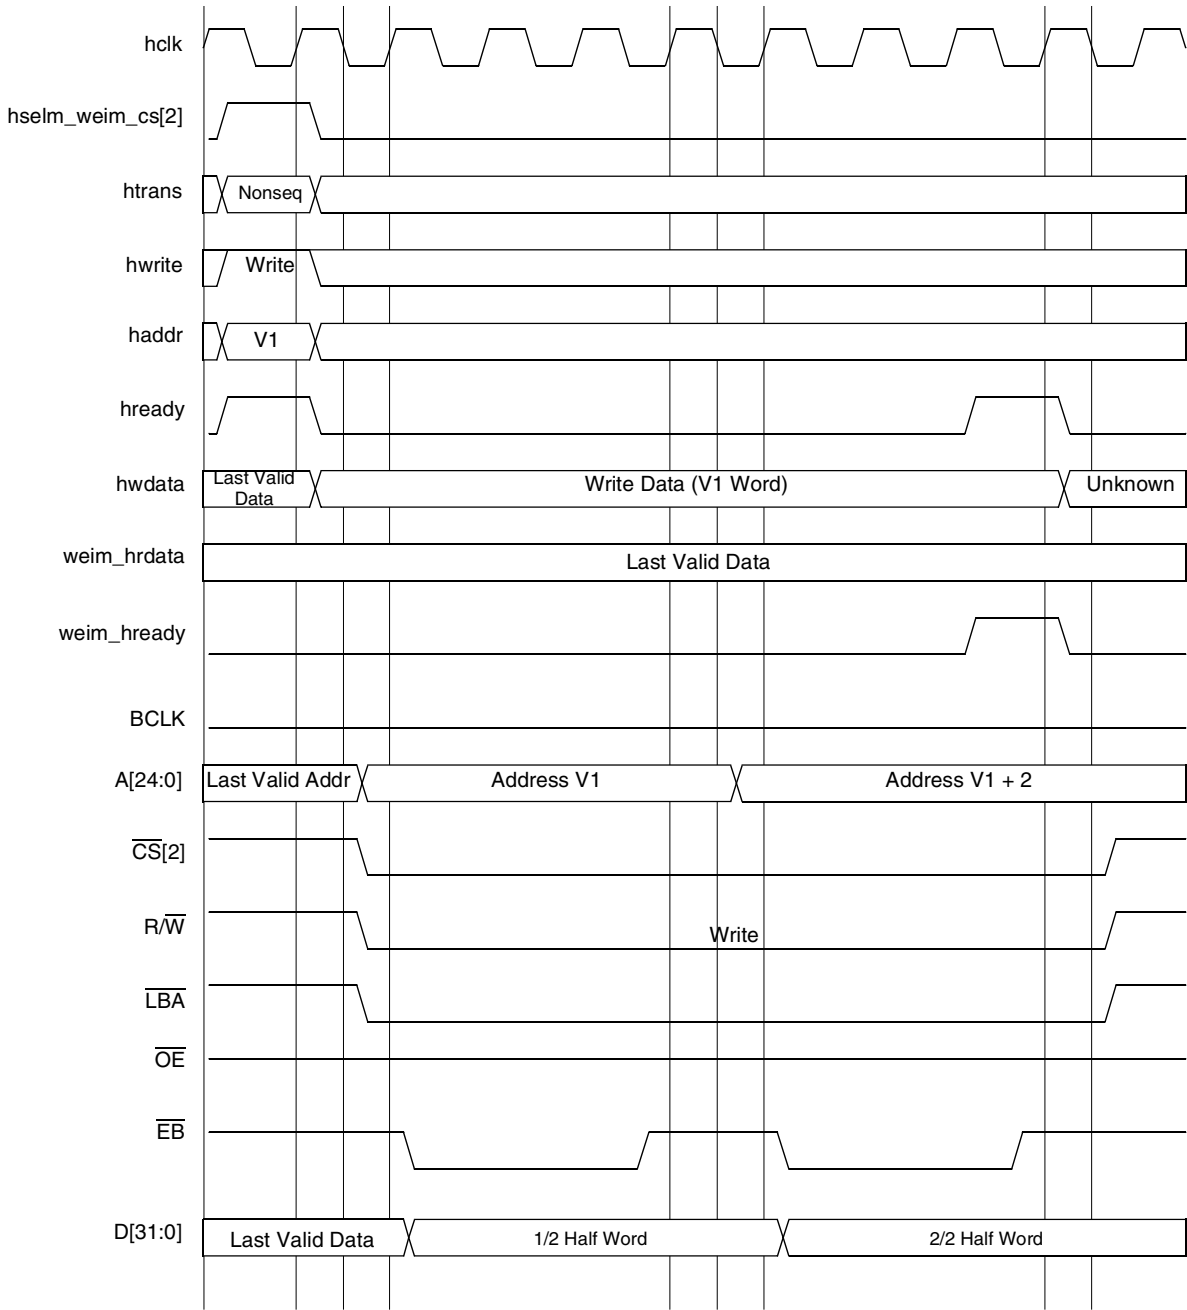 hclk
hselm_weim_cs[2]
htrans Nonseq
hwrite Write
haddr V1
hready
hwdata Last Valid Data Write Data (V1 Word) Unknown
weim_hrdata Last Valid Data
weim_hready
BCLK
A[24:0] Last Valid Addr Address V1 Address V1 + 2
CS[2]
R/W Write
LBA
OE
EB
D[31:0] Last Valid Data 1/2 Half Word 2/2 Half Word